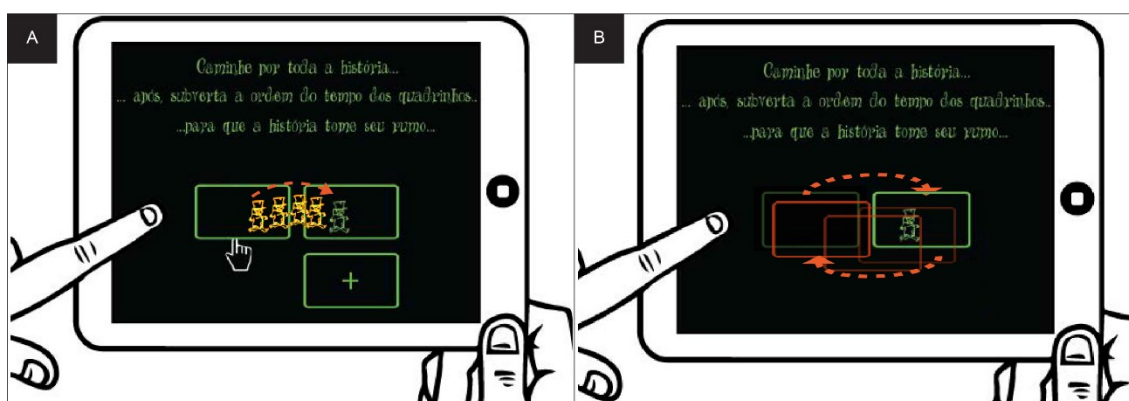 A
Caminhe por toda a história...
... após, subverta a ordem do tempo dos quadrinhos..
...para que a história tome seu rumo...
+
B
Caminhe por toda a história...
... após, subverta a ordem do tempo dos quadrinhos..
...para que a história tome seu rumo...